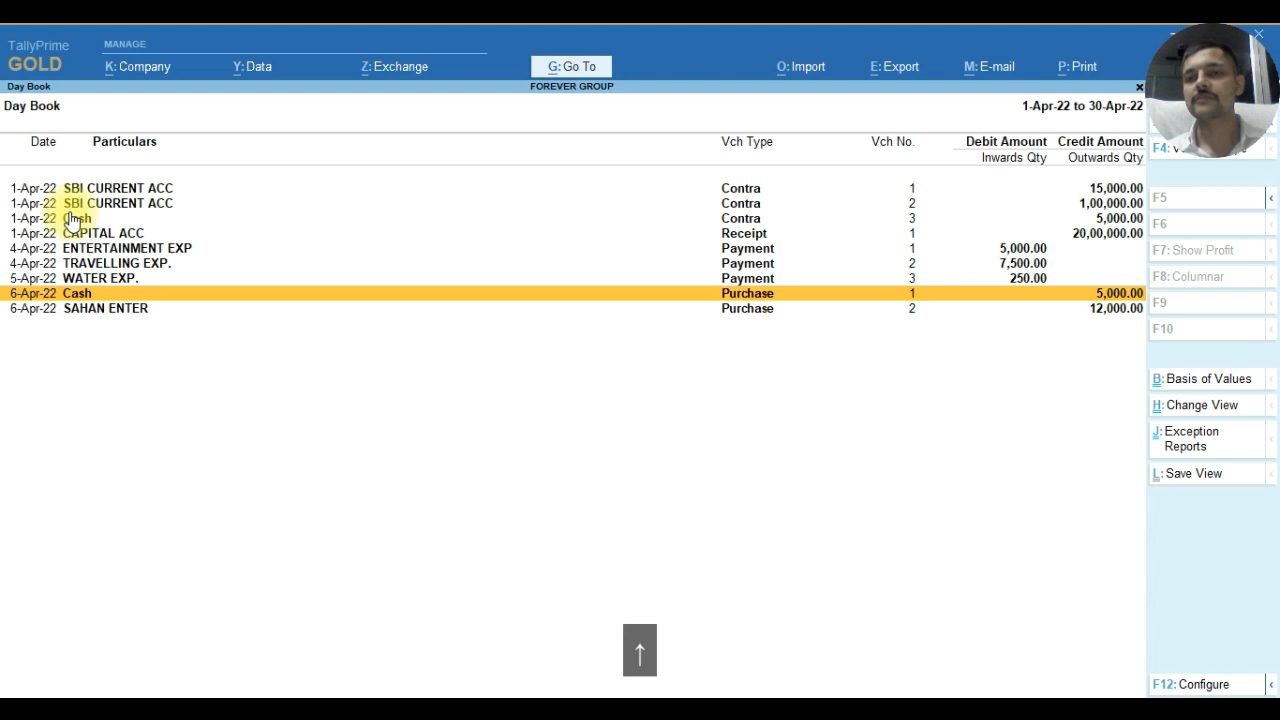 TallyPrime
GOLD
MANAGE
K: Company
Y: Data
Z: Exchange
G: Go To
O: Import
E: Export
M: E-mail
P: Print
Day Book
FOREVER GROUP
Day Book
1-Apr-22 to 30-Apr-22
Date Particulars Vch Type Vch No. Debit Amount Credit Amount
Inwards Qty Outwards Qty
1-Apr-22 SBI CURRENT ACC Contra 1 15,000.00
1-Apr-22 SBI CURRENT ACC Contra 2 1,00,000.00
1-Apr-22 Cash Contra 3 5,000.00
1-Apr-22 CAPITAL ACC Receipt 1 20,00,000.00
4-Apr-22 ENTERTAINMENT EXP Payment 1 5,000.00
4-Apr-22 TRAVELLING EXP. Payment 2 7,500.00
5-Apr-22 WATER EXP. Payment 3 250.00
6-Apr-22 Cash Purchase 1 5,000.00
6-Apr-22 SAHAN ENTER Purchase 2 12,000.00
F4:
F5
F6
F7: Show Profit
F8: Columnar
F9
F10
B: Basis of Values
H: Change View
J: Exception
Reports
L: Save View
F12: Configure